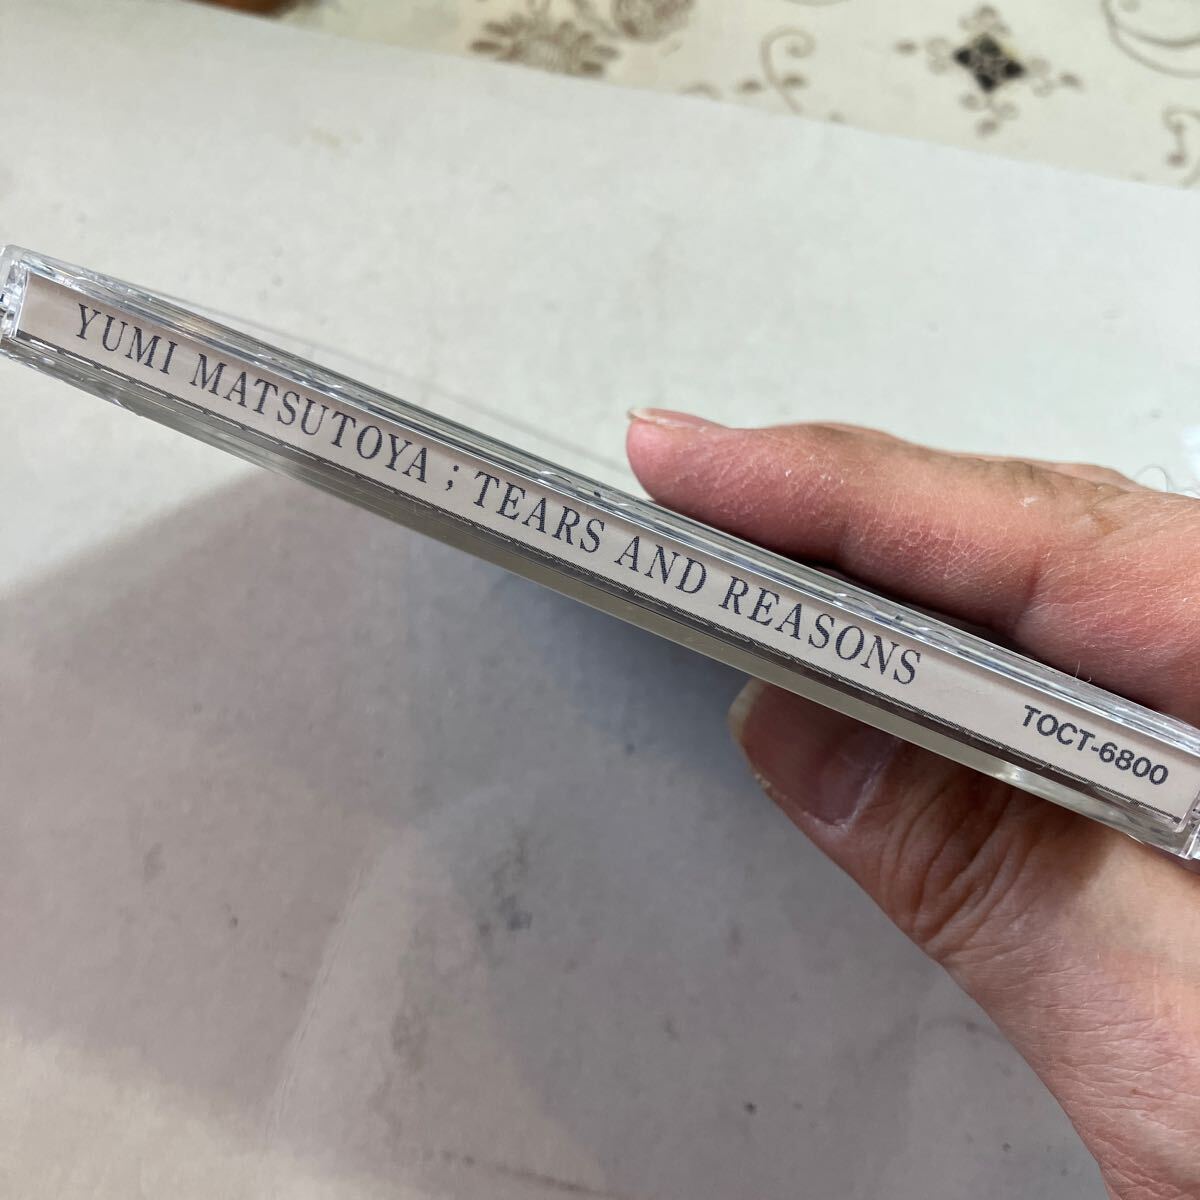 YUMI MATSUTOYA ; TEARS AND REASONS TOCT-6800